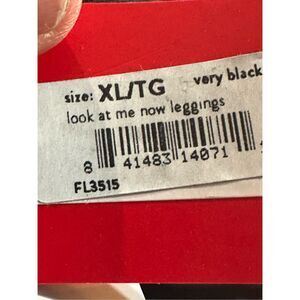 size: XL/TG very black
look at me now leggings
8 41483 14071
FL3515